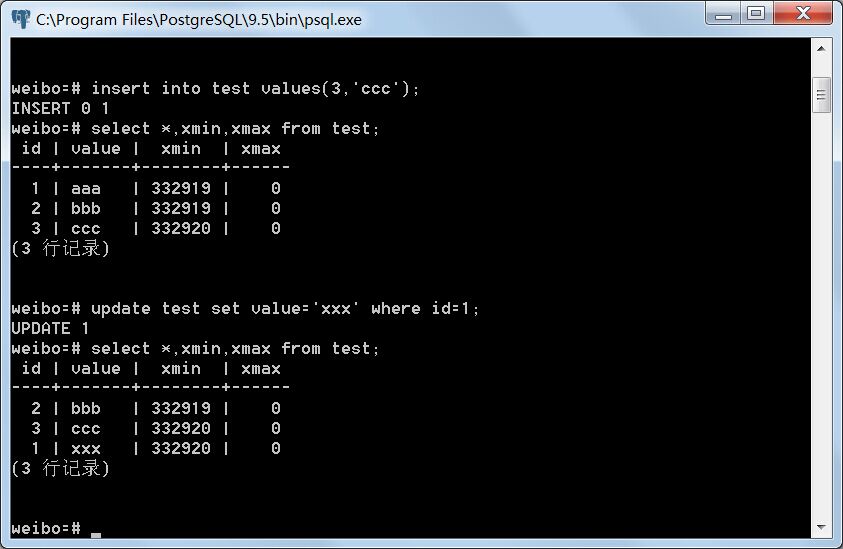 C:\Program Files\PostgreSQL\9.5\bin\psql.exe
weibo=# insert into test values(3,'ccc');
INSERT 0 1
weibo=# select *,xmin,xmax from test;
 id | value |  xmin  | xmax
----+-------+--------+------
  1 | aaa   | 332919 |    0
  2 | bbb   | 332919 |    0
  3 | ccc   | 332920 |    0
(3 行记录)
weibo=# update test set value='xxx' where id=1;
UPDATE 1
weibo=# select *,xmin,xmax from test;
 id | value |  xmin  | xmax
----+-------+--------+------
  2 | bbb   | 332919 |    0
  3 | ccc   | 332920 |    0
  1 | xxx   | 332920 |    0
(3 行记录)
weibo=#